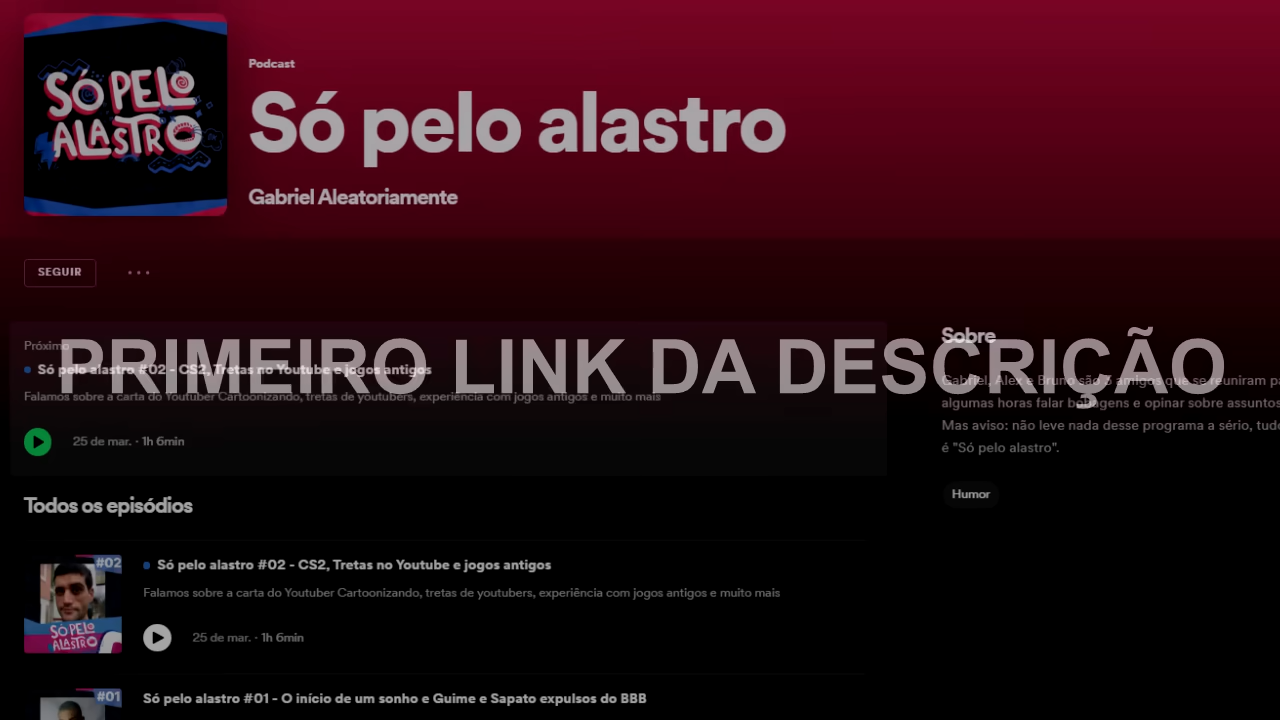 SÓ PELO
ALASTRO
Podcast
Só pelo alastro
Gabriel Aleatoriamente
SEGUIR
Próximo
Só pelo alastro #02 - CS2, Tretas no Youtube e jogos antigos
Falamos sobre a carta do Youtuber Cartoonizando, tretas de youtubers, experiência com jogos antigos e muito mais
25 de mar. · 1h 6min
PRIMEIRO LINK DA DESCRIÇÃO
Sobre
Gabriel, Alex e Bruno são 3 amigos que se reuniram
algumas horas falar bobagens e opinar sobre assuntos
Mas aviso: não leve nada desse programa a sério,
é "Só pelo alastro".
Humor
Todos os episódios
#02
SÓ PELO
ALASTRO
Só pelo alastro #02 - CS2, Tretas no Youtube e jogos antigos
Falamos sobre a carta do Youtuber Cartoonizando, tretas de youtubers, experiência com jogos antigos e muito mais
25 de mar. · 1h 6min
#01
Só pelo alastro #01 - O início de um sonho e Guime e Sapato expulsos do BBB